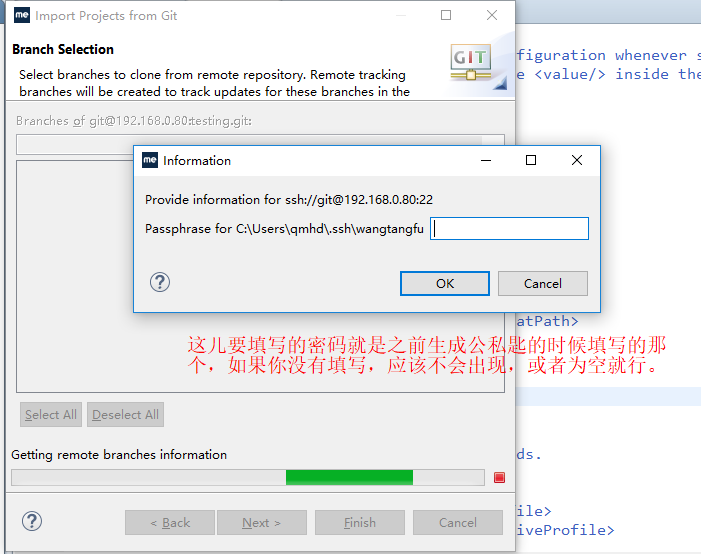 me Import Projects from Git
Branch Selection
Select branches to clone from remote repository. Remote tracking
branches will be created to track updates for these branches in the
GIT
Branches of git@192.168.0.80:testing.git:
me Information
Provide information for ssh://git@192.168.0.80:22
Passphrase for C:\Users\qmhd\.ssh\wangtangfu
OK
Cancel
这儿要填写的密码就是之前生成公私匙的时候填写的那
个，如果你没有填写，应该不会出现，或者为空就行。
Select All
Deselect All
Getting remote branches information
< Back
Next >
Finish
Cancel
figuration whenever s
e <value/> inside the
atPath>
ds.
ile>
iveProfile>